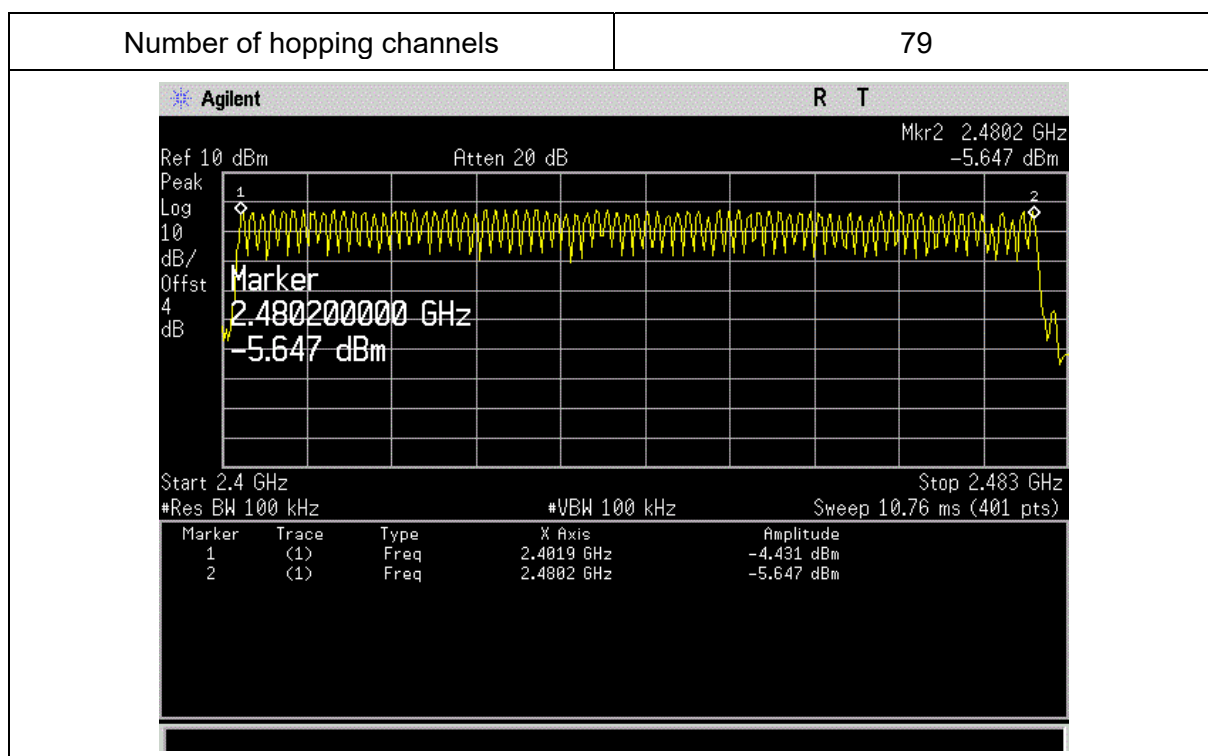 Number of hopping channels 79
Agilent R T
Mkr2 2.4802 GHz
Ref 10 dBm Atten 20 dB -5.647 dBm
Peak
Log
10
dB/
Offst
4
dB
1
2
Marker
2.480200000 GHz
-5.647 dBm
Start 2.4 GHz Stop 2.483 GHz
#Res BW 100 kHz #VBW 100 kHz Sweep 10.76 ms (401 pts)
Marker Trace Type X Axis Amplitude
1 (1) Freq 2.4019 GHz -4.431 dBm
2 (1) Freq 2.4802 GHz -5.647 dBm